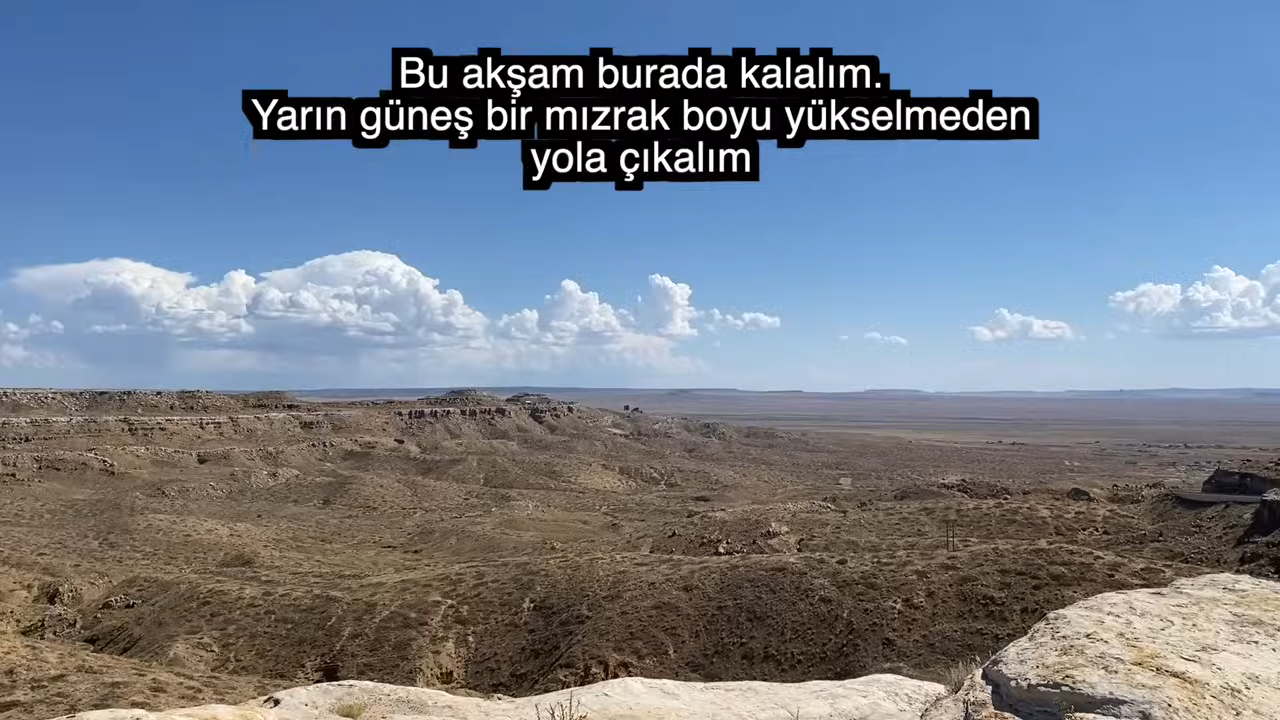 Bu akşam burada kalalım.
Yarın güneş bir mızrak boyu yükselmeden
yola çıkalım